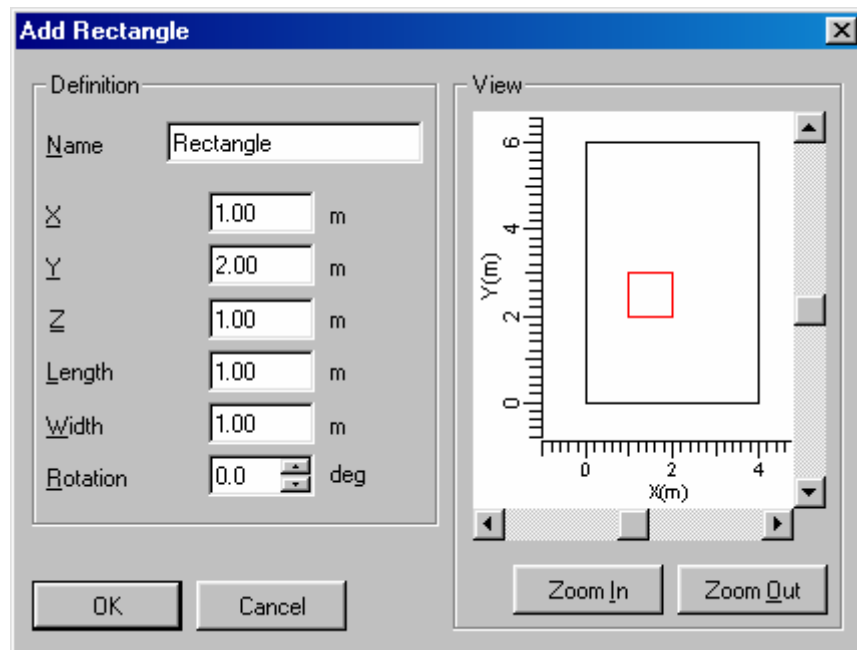 Add Rectangle
Definition
Name Rectangle
X 1.00 m
Y 2.00 m
Z 1.00 m
Length 1.00 m
Width 1.00 m
Rotation 0.0 deg
OK Cancel
View
Y(m)
6
4
2
0
0 2 4
X(m)
Zoom In Zoom Out